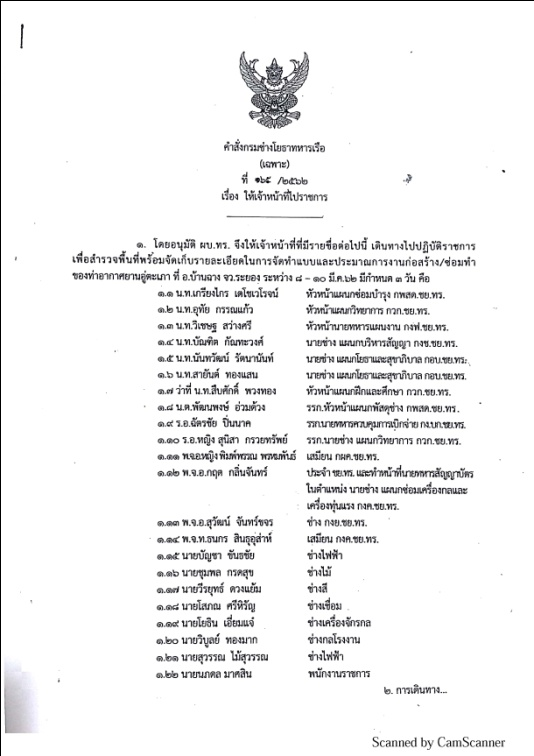 คำสั่งกรมช่างโยธาทหารเรือ
(เฉพาะ)
ที่ ๑๖๕ /๒๕๖๒
เรื่อง ให้เจ้าหน้าที่ไปราชการ
๑. โดยอนุมัติ ผบ.ทร. จึงให้เจ้าหน้าที่ที่มีรายชื่อต่อไปนี้ เดินทางไปปฏิบัติราชการ
เพื่อสำรวจพื้นที่พร้อมจัดเก็บรายละเอียดในการจัดทำแบบและประมาณการงานก่อสร้าง/ซ่อมทำ
ของท่าอากาศยานอู่ตะเภา ที่ อ.บ้านฉาง จว.ระยอง ระหว่าง ๘ - ๑๐ มี.ค.๖๒ มีกำหนด ๓ วัน คือ
๑.๑ น.ท.เกรียงไกร เตโชเวโรจน์ หัวหน้าแผนกซ่อมบำรุง กพสต.ชย.ทร.
๑.๒ น.ท.อุทัย กรรณแก้ว หัวหน้าแผนกวิทยาการ กวก.ชย.ทร.
๑.๓ น.ท.วิเชษฐ สว่างศรี หัวหน้านายทหารแผนงาน กงฟ.ชย.ทร.
๑.๔ น.ท.บัณฑิต กัณทะวงศ์ นายช่าง แผนกบริหารสัญญา กงช.ชย.ทร.
๑.๕ น.ท.นันทวัฒน์ รัตนานันท์ นายช่าง แผนกโยธาและสุขาภิบาล กอบ.ชย.ทร.
๑.๖ น.ท.สายันต์ ทองแสน นายช่าง แผนกโยธาและสุขาภิบาล กอบ.ชย.ทร.
๑.๗ ว่าที่ น.ท.สืบศักดิ์ พวงทอง หัวหน้าแผนกฝึกและศึกษา กวก.ชย.ทร.
๑.๘ น.ต.พัฒนพงษ์ อ่วมด้วง รรก.หัวหน้าแผนกพัสดุช่าง กพสต.ชย.ทร.
๑.๙ ร.อ.ฉัตรชัย ปิ่นนาค รรก.นายทหารควบคุมการเบิกจ่าย กง.บก.ชย.ทร.
๑.๑๐ ร.อ.หญิง สุนิสา กรวยทรัพย์ รรก.นายช่าง แผนกวิทยาการ กวก.ชย.ทร.
๑.๑๑ พ.จ.อ.หญิง พิมพ์พรรณ พรหมพันธ์ เสมียน กผค.ชย.ทร.
๑.๑๒ พ.จ.อ.กฤต กลิ่นจันทร์ ประจำ ชย.ทร. และทำหน้าที่นายทหารสัญญาบัตร
ในตำแหน่ง นายช่าง แผนกซ่อมเครื่องกลและ
เครื่องทุ่นแรง กงค.ชย.ทร.
๑.๑๓ พ.จ.อ.สุวัฒน์ จันทร์ขจร ช่าง กงย.ชย.ทร.
๑.๑๔ พ.จ.ท.ธนกร สินธุอุส่าห์ เสมียน กงค.ชย.ทร.
๑.๑๕ นายบัญชา ขันธชัย ช่างไฟฟ้า
๑.๑๖ นายชุมพล กรดสุข ช่างไม้
๑.๑๗ นายวีรยุทธ์ ดวงแย้ม ช่างสี
๑.๑๘ นายโสภณ ศรีหิรัญ ช่างเชื่อม
๑.๑๙ นายโยธิน เอี่ยมแจ๋ ช่างเครื่องจักรกล
๑.๒๐ นายวิบูลย์ ทองมาก ช่างกลโรงงาน
๑.๒๑ นายสุวรรณ ไม้สุวรรณ ช่างไฟฟ้า
๑.๒๒ นายนภดล มาศสิน พนักงานราชการ
๒. การเดินทาง...
Scanned by CamScanner